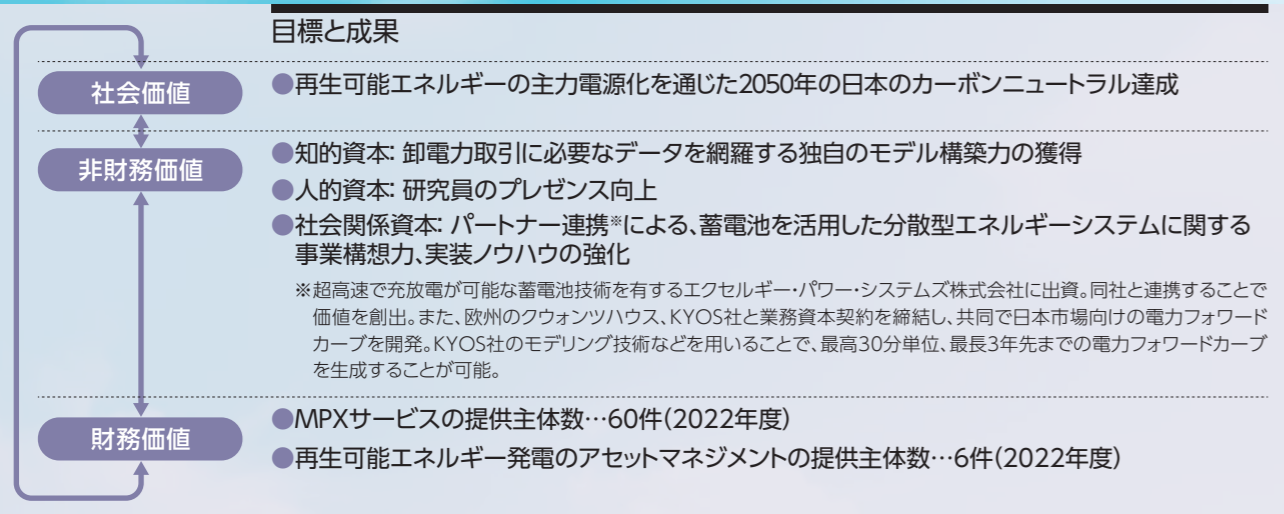 目標と成果
社会価値
●再生可能エネルギーの主力電源化を通じた2050年の日本のカーボンニュートラル達成
非財務価値
●知的資本: 卸電力取引に必要なデータを網羅する独自のモデル構築力の獲得
●人的資本: 研究員のプレゼンス向上
●社会関係資本: パートナー連携※による、蓄電池を活用した分散型エネルギーシステムに関する
事業構想力、実装ノウハウの強化
※超高速で充放電が可能な蓄電池技術を有するエクセルギー・パワー・システムズ株式会社に出資。同社と連携することで
価値を創出。また、欧州のクウォンツハウス、KYOS社と業務資本契約を締結し、共同で日本市場向けの電力フォワード
カーブを開発。KYOS社のモデリング技術などを用いることで、最高30分単位、最長3年先までの電力フォワードカーブ
を生成することが可能。
財務価値
●MPXサービスの提供主体数…60件(2022年度)
●再生可能エネルギー発電のアセットマネジメントの提供主体数…6件(2022年度)